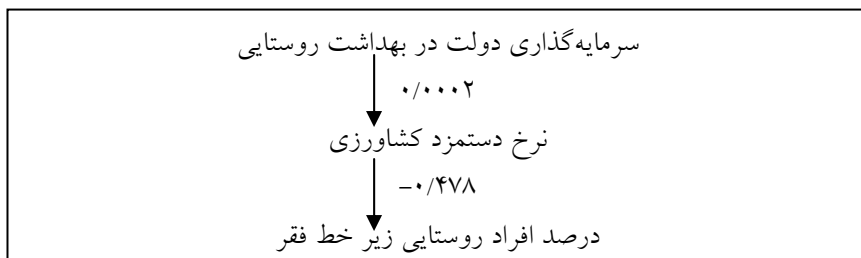 سرمایه‌گذاری دولت در بهداشت روستایی
۰/۰۰۰۲
نرخ دستمزد کشاورزی
-۰/۴۷۸
درصد افراد روستایی زیر خط فقر